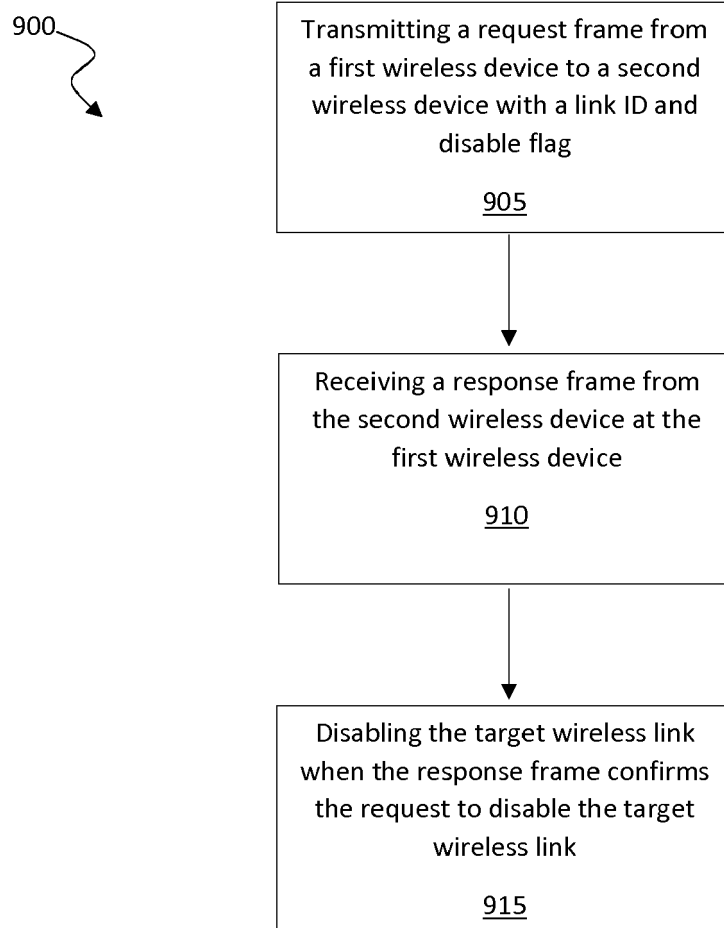 900
Transmitting a request frame from
a first wireless device to a second
wireless device with a link ID and
disable flag
905
Receiving a response frame from
the second wireless device at the
first wireless device
910
Disabling the target wireless link
when the response frame confirms
the request to disable the target
wireless link
915